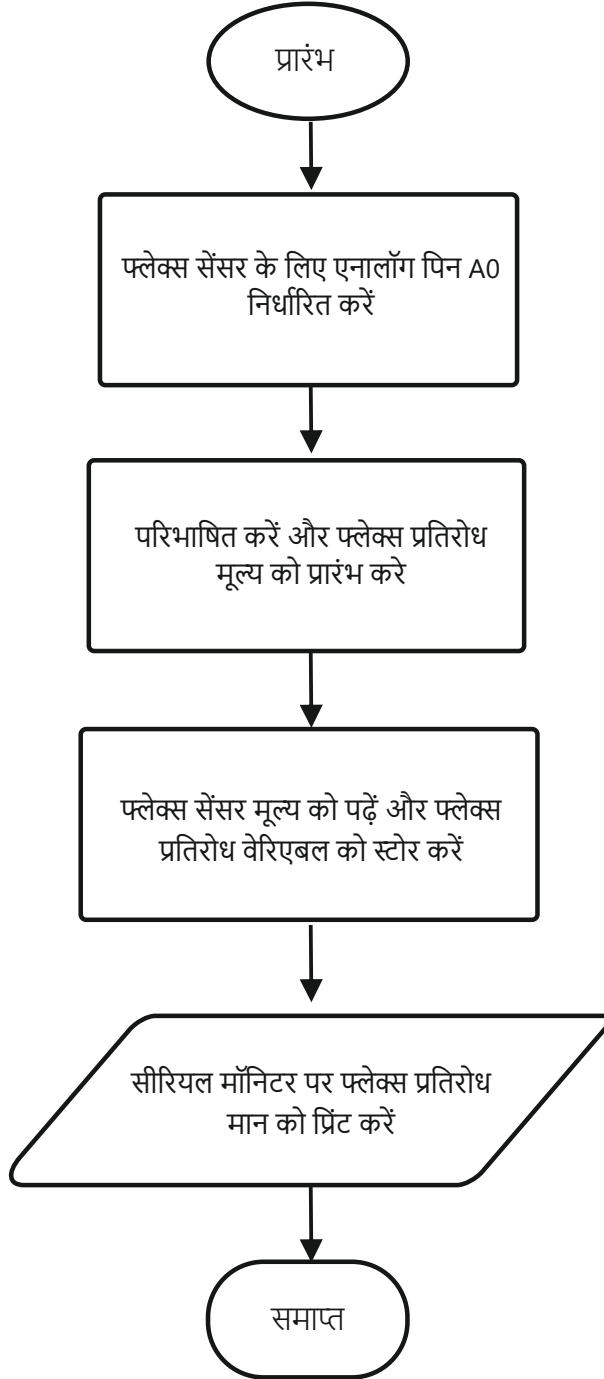 प्रारंभ
फ्लेक्स सेंसर के लिए एनालॉग पिन A0
निर्धारित करें
परिभाषित करें और फ्लेक्स प्रतिरोध
मूल्य को प्रारंभ करे
फ्लेक्स सेंसर मूल्य को पढ़ें और फ्लेक्स
प्रतिरोध वेरिएबल को स्टोर करें
सीरियल मॉनिटर पर फ्लेक्स प्रतिरोध
मान को प्रिंट करें
समाप्त